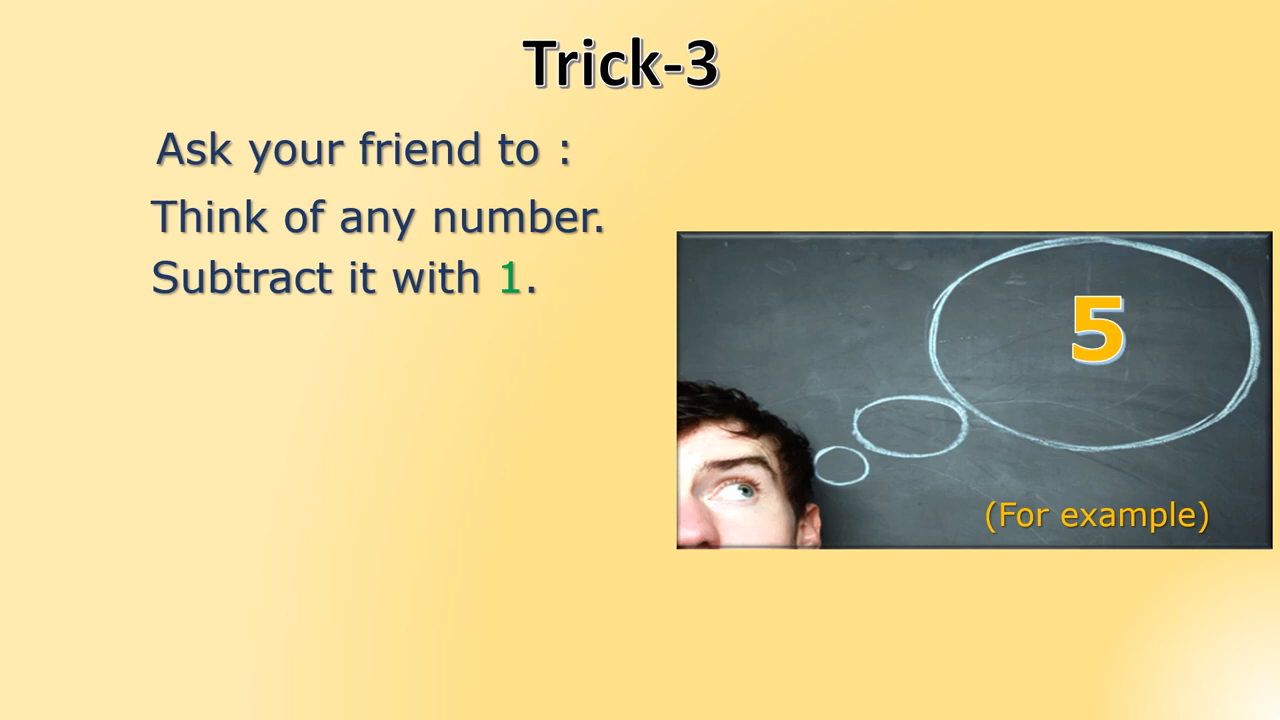 Trick-3
Ask your friend to :
Think of any number.
Subtract it with 1.
5
(For example)